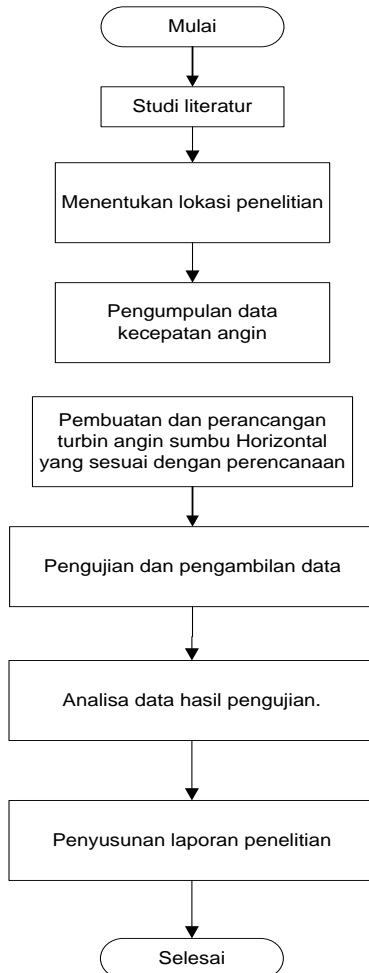 Mulai
Studi literatur
Menentukan lokasi penelitian
Pengumpulan data
kecepatan angin
Pembuatan dan perancangan
turbin angin sumbu Horizontal
yang sesuai dengan perencanaan
Pengujian dan pengambilan data
Analisa data hasil pengujian.
Penyusunan laporan penelitian
Selesai